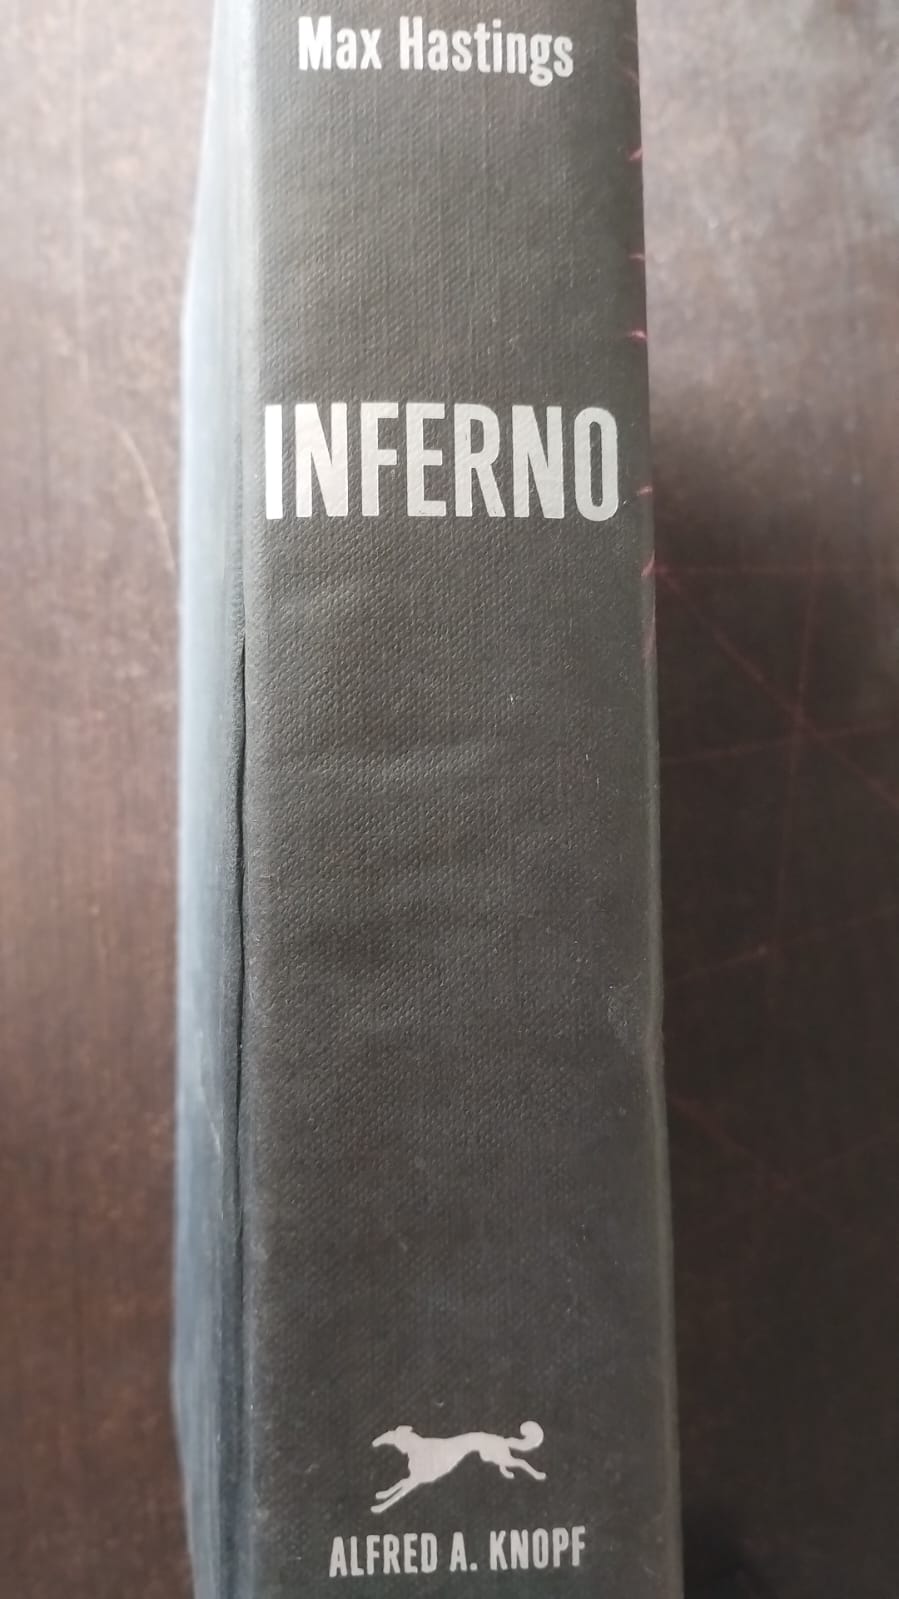 Max Hastings
INFERNO
ALFRED A. KNOPF